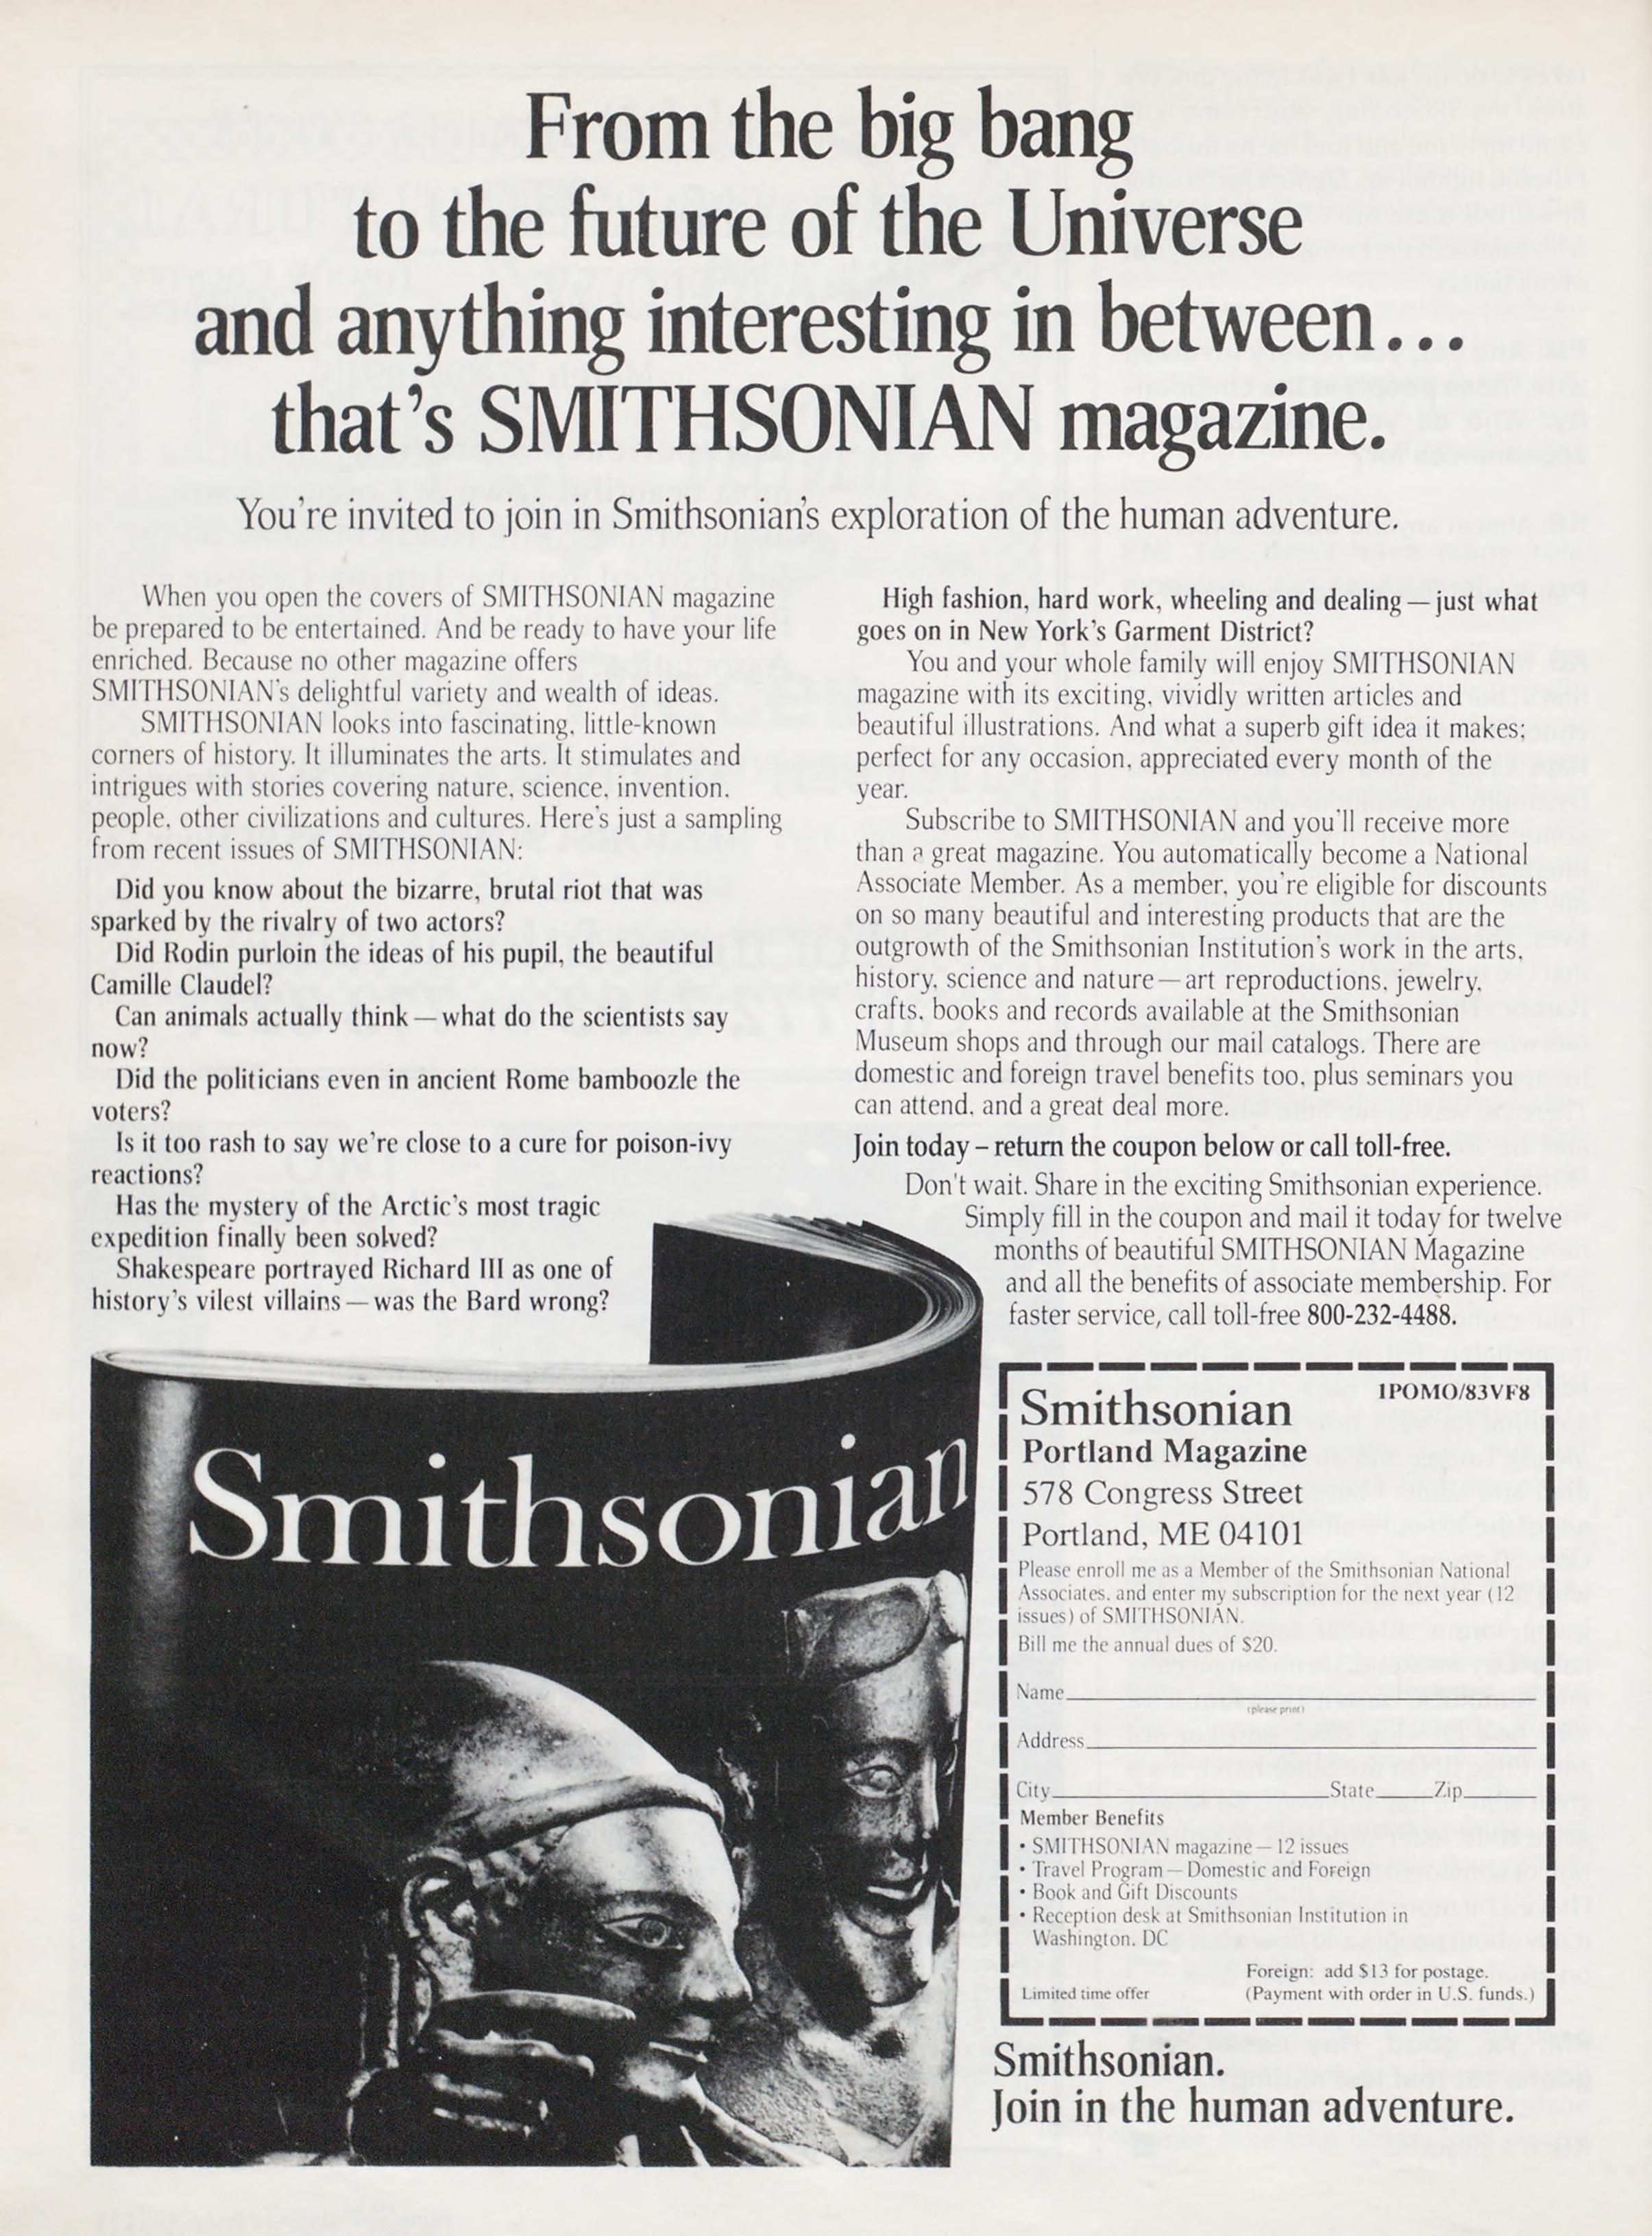 From the big bang
to the future of the Universe
and anything interesting in between...
that's SMITHSONIAN magazine.
You're invited to join in Smithsonian's exploration of the human adventure.
When you open the covers of SMITHSONIAN magazine
be prepared to be entertained. And be ready to have your life
enriched. Because no other magazine offers
SMITHSONIAN's delightful variety and wealth of ideas.
SMITHSONIAN looks into fascinating, little-known
corners of history. It illuminates the arts. It stimulates and
intrigues with stories covering nature, science, invention,
people, other civilizations and cultures. Here's just a sampling
from recent issues of SMITHSONIAN:
Did you know about the bizarre, brutal riot that was
sparked by the rivalry of two actors?
Did Rodin purloin the ideas of his pupil, the beautiful
Camille Claudel?
Can animals actually think — what do the scientists say
now?
Did the politicians even in ancient Rome bamboozle the
voters?
Is it too rash to say we're close to a cure for poison-ivy
reactions?
Has the mystery of the Arctic's most tragic
expedition finally been solved?
Shakespeare portrayed Richard III as one of
history's vilest villains — was the Bard wrong?
High fashion, hard work, wheeling and dealing — just what
goes on in New York's Garment District?
You and your whole family will enjoy SMITHSONIAN
magazine with its exciting, vividly written articles and
beautiful illustrations. And what a superb gift idea it makes;
perfect for any occasion, appreciated every month of the
year.
Subscribe to SMITHSONIAN and you'll receive more
than a great magazine. You automatically become a National
Associate Member. As a member, you're eligible for discounts
on so many beautiful and interesting products that are the
outgrowth of the Smithsonian Institution's work in the arts,
history, science and nature — art reproductions, jewelry,
crafts, books and records available at the Smithsonian
Museum shops and through our mail catalogs. There are
domestic and foreign travel benefits too, plus seminars you
can attend, and a great deal more.
Join today – return the coupon below or call toll-free.
Don't wait. Share in the exciting Smithsonian experience.
Simply fill in the coupon and mail it today for twelve
months of beautiful SMITHSONIAN Magazine
and all the benefits of associate membership. For
faster service, call toll-free 800-232-4488.
Smithsonian
1POMO/83VF8
Smithsonian
Portland Magazine
578 Congress Street
Portland, ME 04101
Please enroll me as a Member of the Smithsonian National
Associates, and enter my subscription for the next year (12
issues) of SMITHSONIAN.
Bill me the annual dues of $20.
Name
(please print)
Address
City State Zip
Member Benefits
• SMITHSONIAN magazine — 12 issues
• Travel Program — Domestic and Foreign
• Book and Gift Discounts
• Reception desk at Smithsonian Institution in
Washington, DC
Foreign: add $13 for postage.
Limited time offer (Payment with order in U.S. funds.)
Smithsonian.
Join in the human adventure.